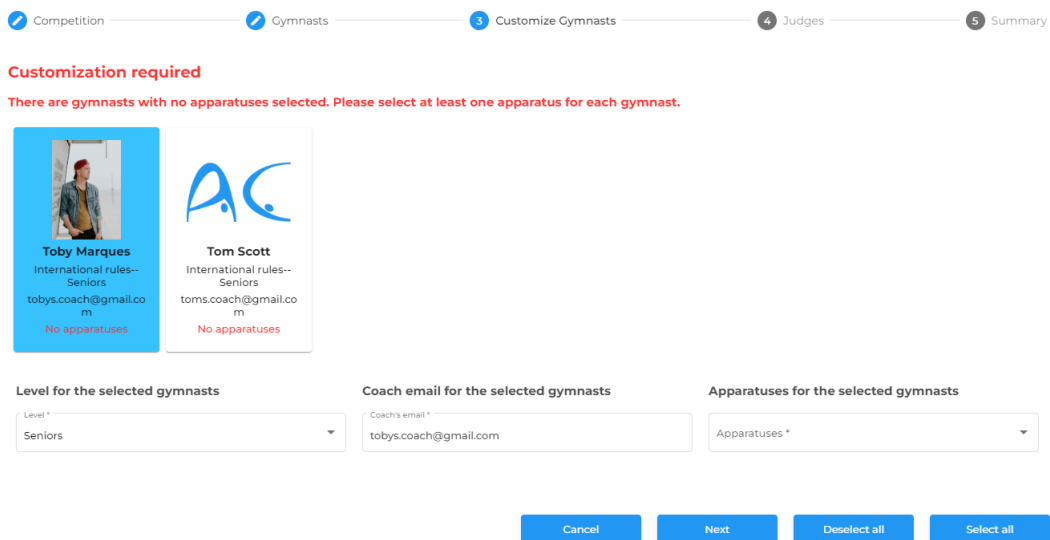 Competition
Gymnasts
3 Customize Gymnasts
4 Judges
5 Summary
Customization required
There are gymnasts with no apparatuses selected. Please select at least one apparatus for each gymnast.
Toby Marques
International rules--
Seniors
tobys.coach@gmail.co
m
No apparatuses
AC
Tom Scott
International rules--
Seniors
toms.coach@gmail.co
m
No apparatuses
Level for the selected gymnasts
Level *
Seniors
Coach email for the selected gymnasts
Coach's email *
tobys.coach@gmail.com
Apparatuses for the selected gymnasts
Apparatuses *
Cancel
Next
Deselect all
Select all